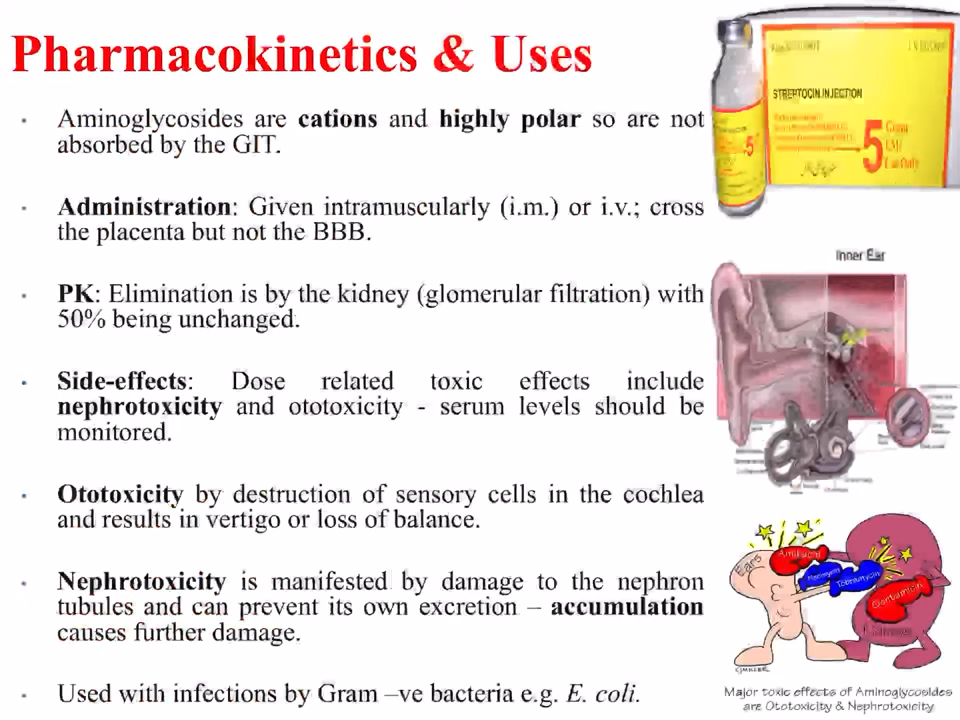 Pharmacokinetics & Uses
• Aminoglycosides are cations and highly polar so are not
absorbed by the GIT.
• Administration: Given intramuscularly (i.m.) or i.v.; cross
the placenta but not the BBB.
• PK: Elimination is by the kidney (glomerular filtration) with
50% being unchanged.
• Side-effects: Dose related toxic effects include
nephrotoxicity and ototoxicity - serum levels should be
monitored.
• Ototoxicity by destruction of sensory cells in the cochlea
and results in vertigo or loss of balance.
• Nephrotoxicity is manifested by damage to the nephron
tubules and can prevent its own excretion – accumulation
causes further damage.
• Used with infections by Gram –ve bacteria e.g. E. coli.
STREPTOCIN INJECTION
5
Gram
5
Inner Ear
Ears
Amikacin
Neomycin
Tobramycin
Gentamicin
Major toxic effects of Aminoglycosides
are Ototoxicity & Nephrotoxicity